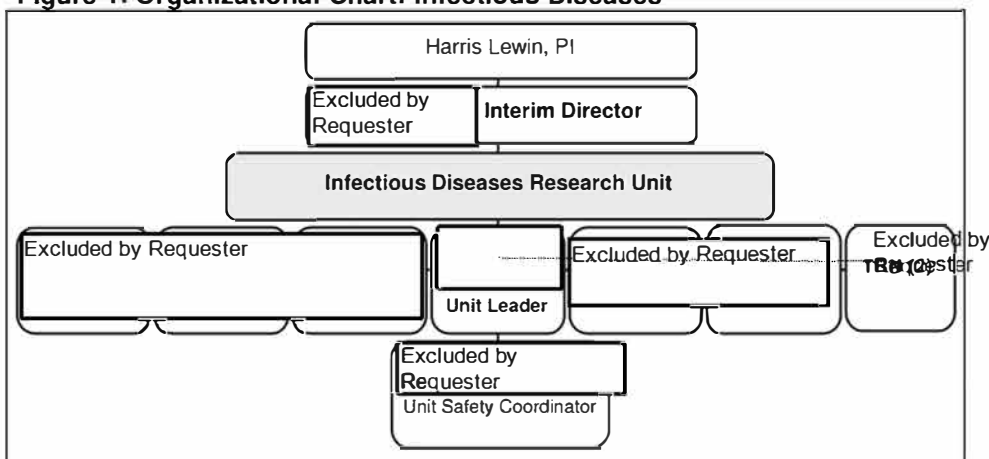 Figure 1. Organizational Chart: Infectious Diseases
Harris Lewin, PI
Excluded by
Requester
Interim Director
Infectious Diseases Research Unit
Excluded by Requester
Unit Leader
Excluded by Requester
Excluded by
Requester
Excluded by
Requester
Unit Safety Coordinator